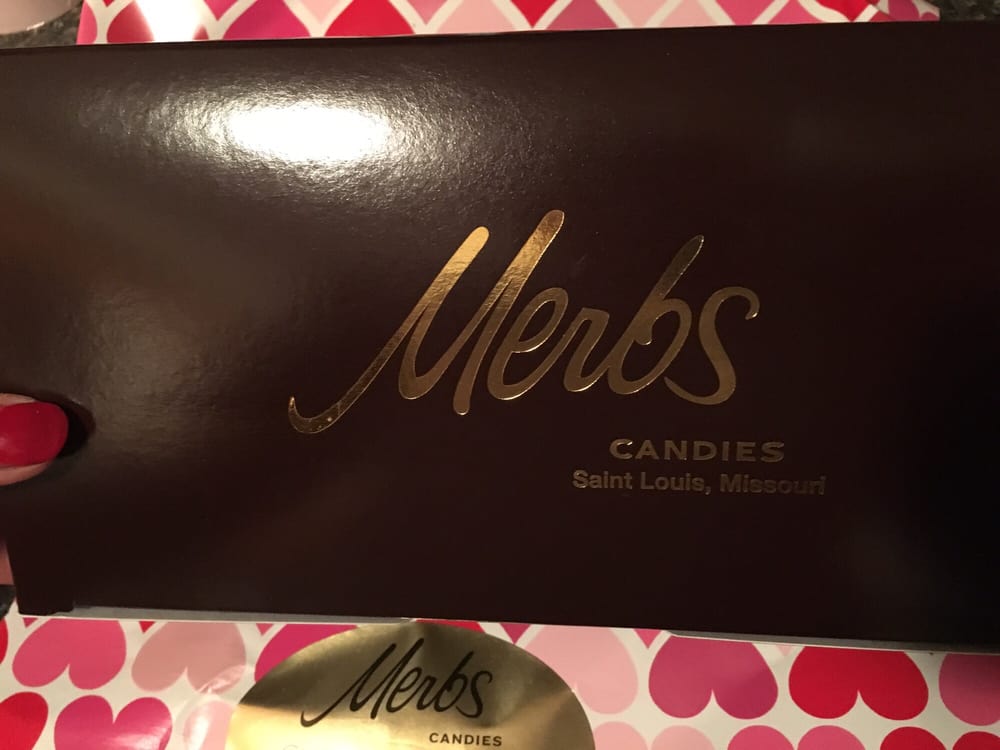 Merbs
CANDIES
Saint Louis, Missouri
Merbs
CANDIES